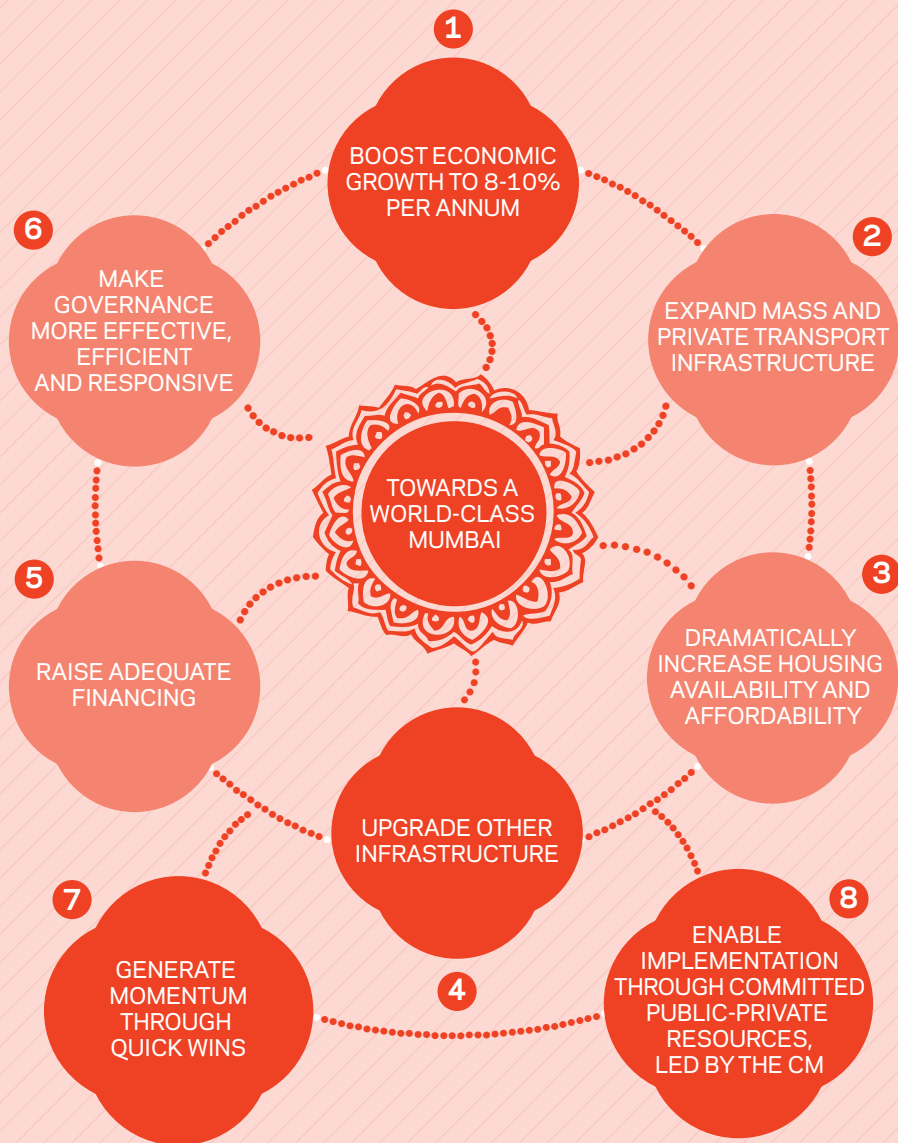 1
BOOST ECONOMIC
GROWTH TO 8-10%
PER ANNUM
2
EXPAND MASS AND
PRIVATE TRANSPORT
INFRASTRUCTURE
3
DRAMATICALLY
INCREASE HOUSING
AVAILABILITY AND
AFFORDABILITY
4
UPGRADE OTHER
INFRASTRUCTURE
5
RAISE ADEQUATE
FINANCING
6
MAKE
GOVERNANCE
MORE EFFECTIVE,
EFFICIENT
AND RESPONSIVE
TOWARDS A
WORLD-CLASS
MUMBAI
7
GENERATE
MOMENTUM
THROUGH
QUICK WINS
8
ENABLE
IMPLEMENTATION
THROUGH COMMITTED
PUBLIC-PRIVATE
RESOURCES,
LED BY THE CM